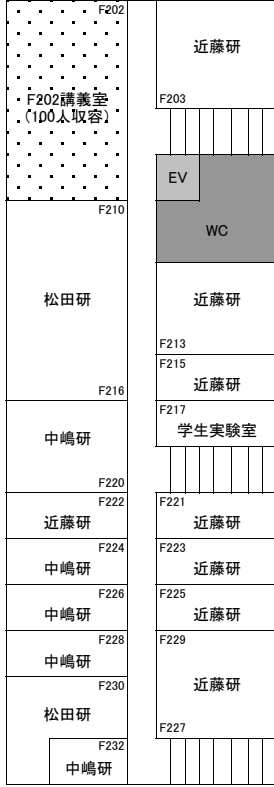 F202
F202講義室
(100人収容)
近藤研
F203
EV
WC
F210
松田研
F216
近藤研
F213
F215
近藤研
F217
学生実験室
中嶋研
F220
F222
近藤研
F221
近藤研
F224
中嶋研
F223
近藤研
F226
中嶋研
F225
近藤研
F228
中嶋研
F229
近藤研
F227
F230
松田研
F232
中嶋研